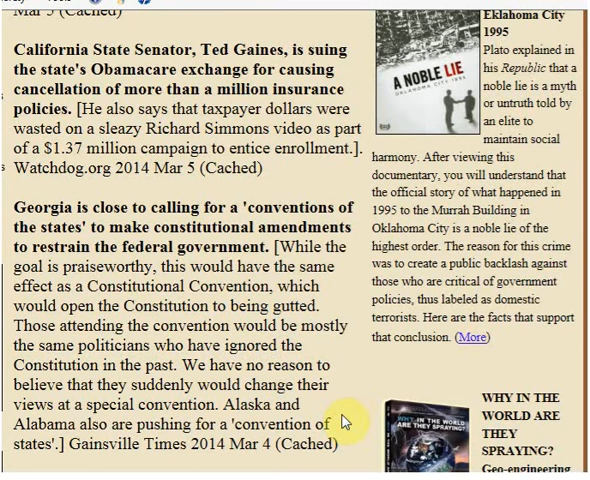 Mar 5 (Cached)
California State Senator, Ted Gaines, is suing
the state's Obamacare exchange for causing
cancellation of more than a million insurance
policies. [He also says that taxpayer dollars were
wasted on a sleazy Richard Simmons video as part
of a $1.37 million campaign to entice enrollment.].
Watchdog.org 2014 Mar 5 (Cached)
Georgia is close to calling for a 'conventions of
the states' to make constitutional amendments
to restrain the federal government. [While the
goal is praiseworthy, this would have the same
effect as a Constitutional Convention, which
would open the Constitution to being gutted.
Those attending the convention would be mostly
the same politicians who have ignored the
Constitution in the past. We have no reason to
believe that they suddenly would change their
views at a special convention. Alaska and
Alabama also are pushing for a 'convention of
states'.] Gainsville Times 2014 Mar 4 (Cached)
A NOBLE LIE
OKLAHOMA CITY 1995
Eklahoma City
1995
Plato explained in
his Republic that a
noble lie is a myth
or untruth told by
an elite to
maintain social
harmony. After viewing this
documentary, you will understand that
the official story of what happened in
1995 to the Murrah Building in
Oklahoma City is a noble lie of the
highest order. The reason for this crime
was to create a public backlash against
those who are critical of government
policies, thus labeled as domestic
terrorists. Here are the facts that support
that conclusion. (More)
WHY IN THE WORLD
ARE THEY SPRAYING?
WHY IN THE
WORLD ARE
THEY
SPRAYING?
Geo-engineering